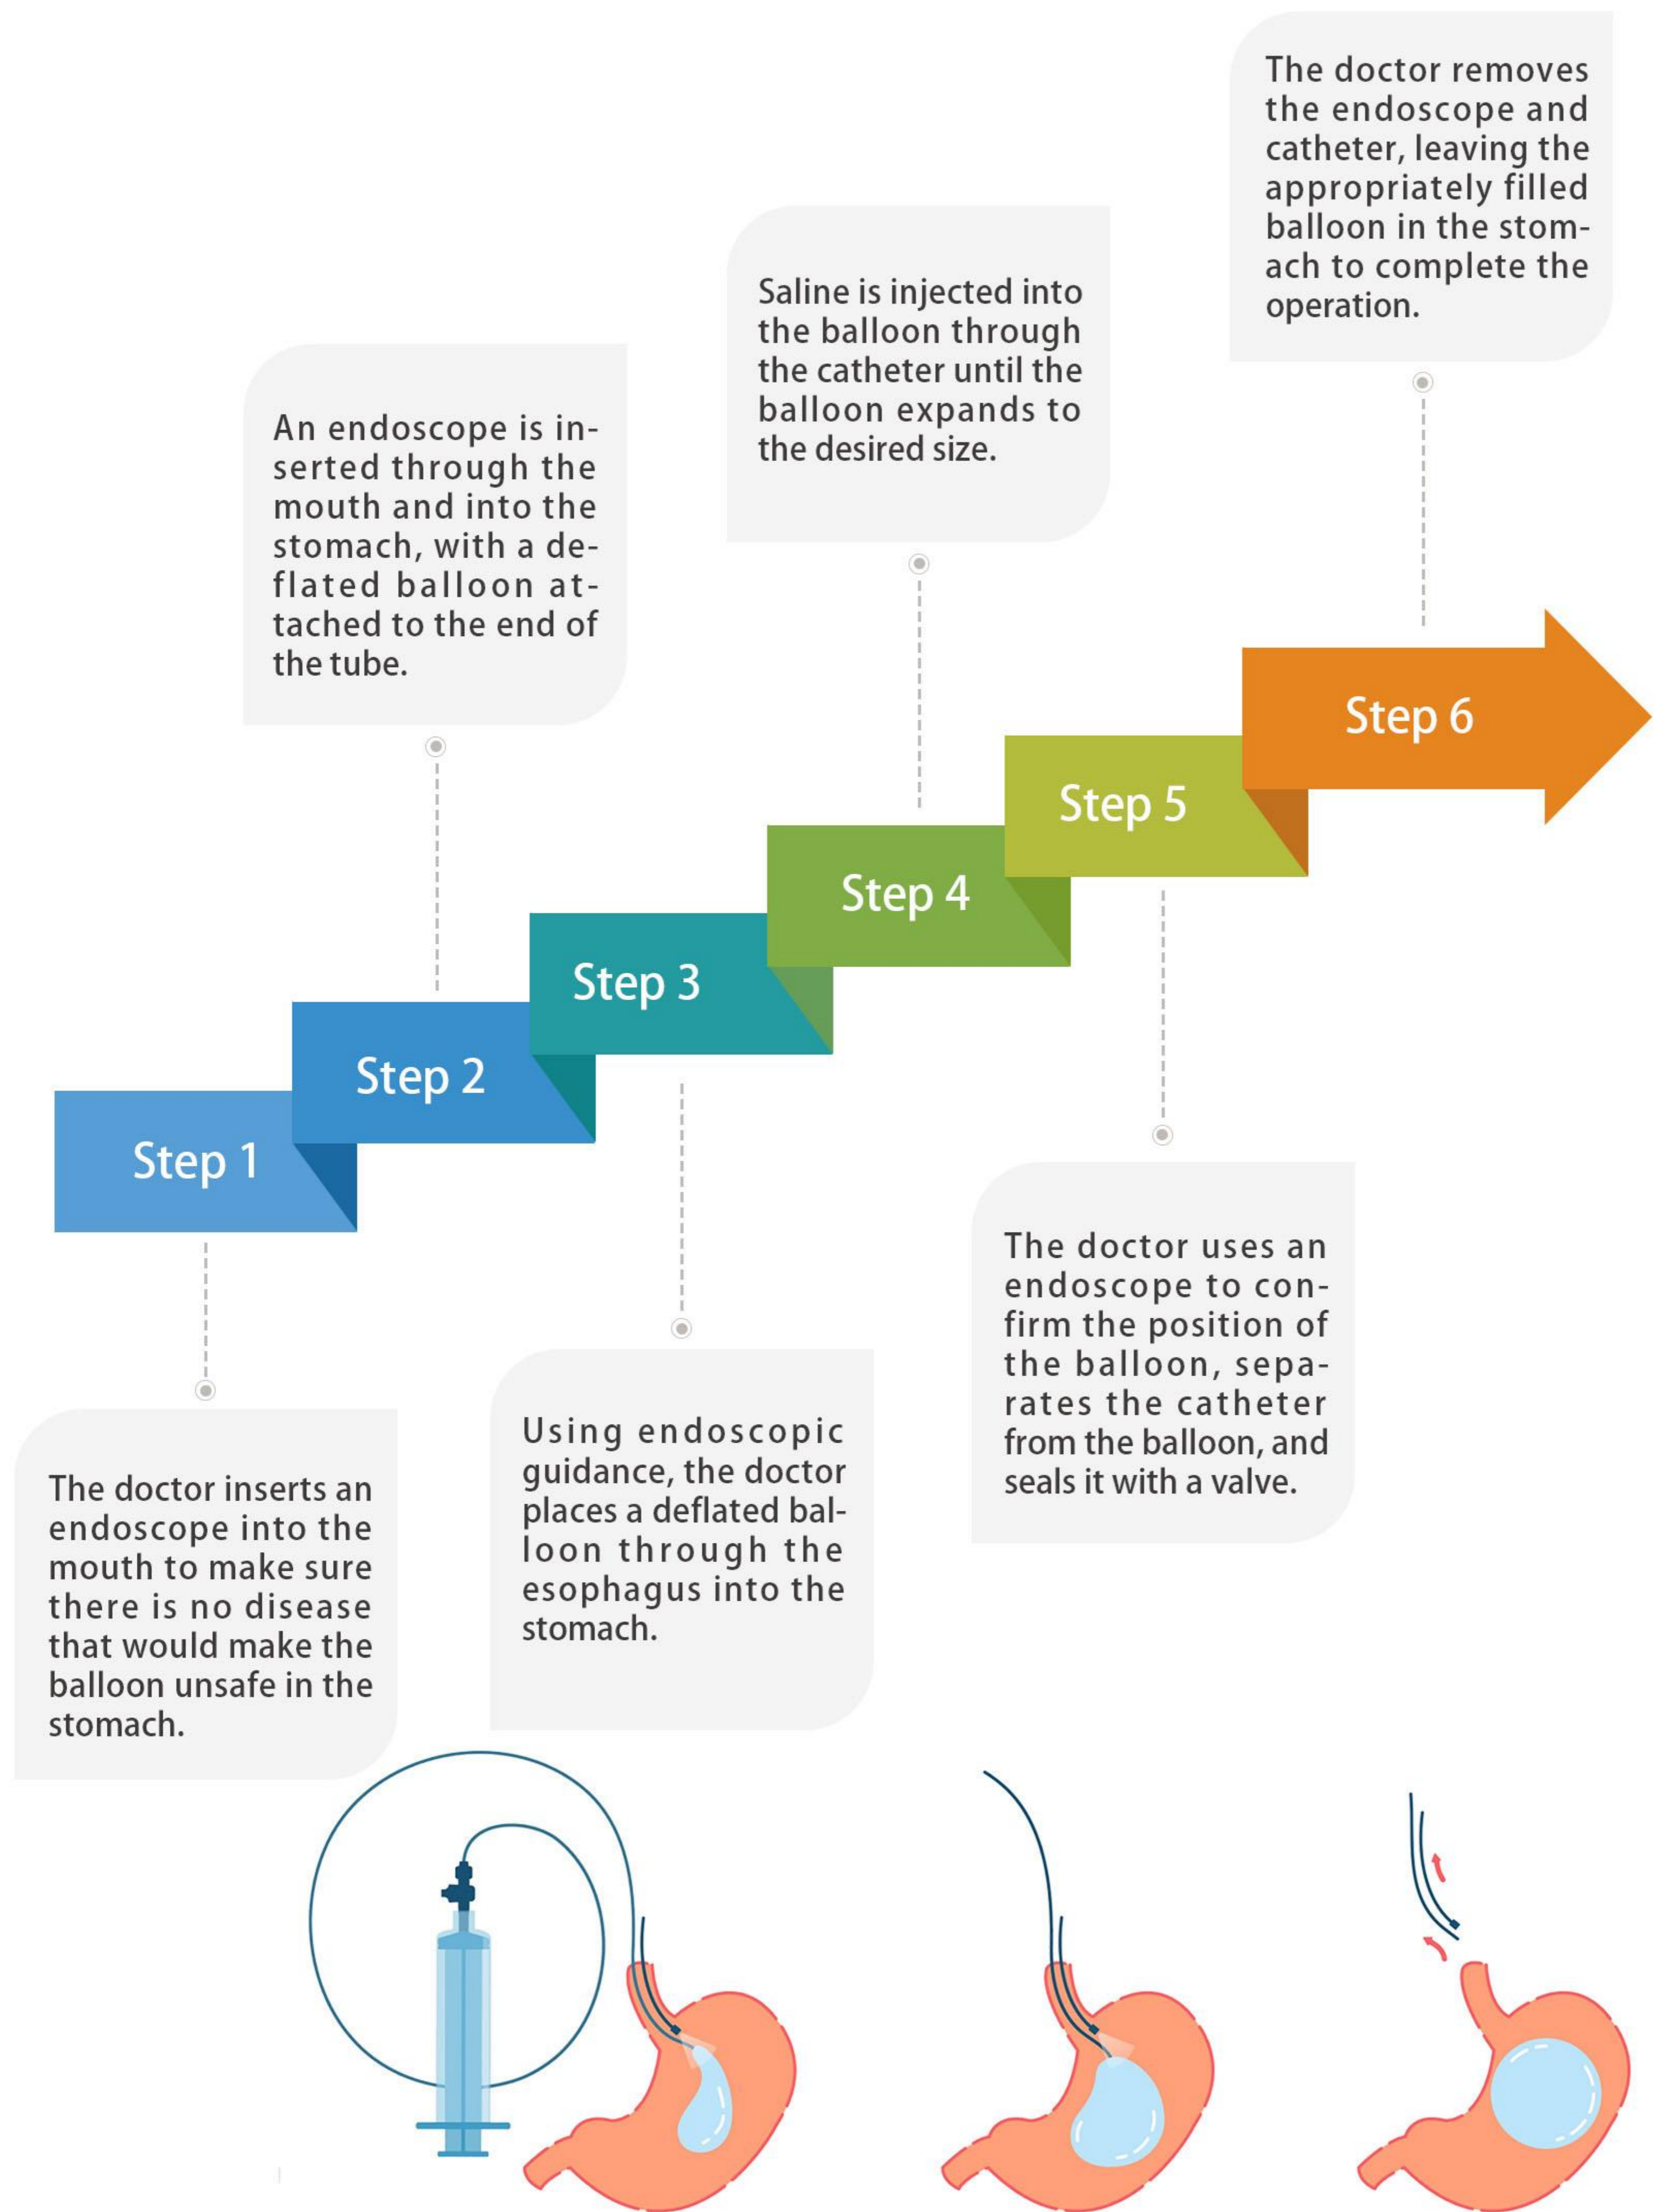 Step 1
The doctor inserts an
endoscope into the
mouth to make sure
there is no disease
that would make the
balloon unsafe in the
stomach.
Step 2
An endoscope is in-
serted through the
mouth and into the
stomach, with a de-
flated balloon at-
tached to the end of
the tube.
Step 3
Using endoscopic
guidance, the doctor
places a deflated bal-
loon through the
esophagus into the
stomach.
Step 4
Saline is injected into
the balloon through
the catheter until the
balloon expands to
the desired size.
Step 5
The doctor uses an
endoscope to con-
firm the position of
the balloon, sepa-
rates the catheter
from the balloon, and
seals it with a valve.
Step 6
The doctor removes
the endoscope and
catheter, leaving the
appropriately filled
balloon in the stom-
ach to complete the
operation.